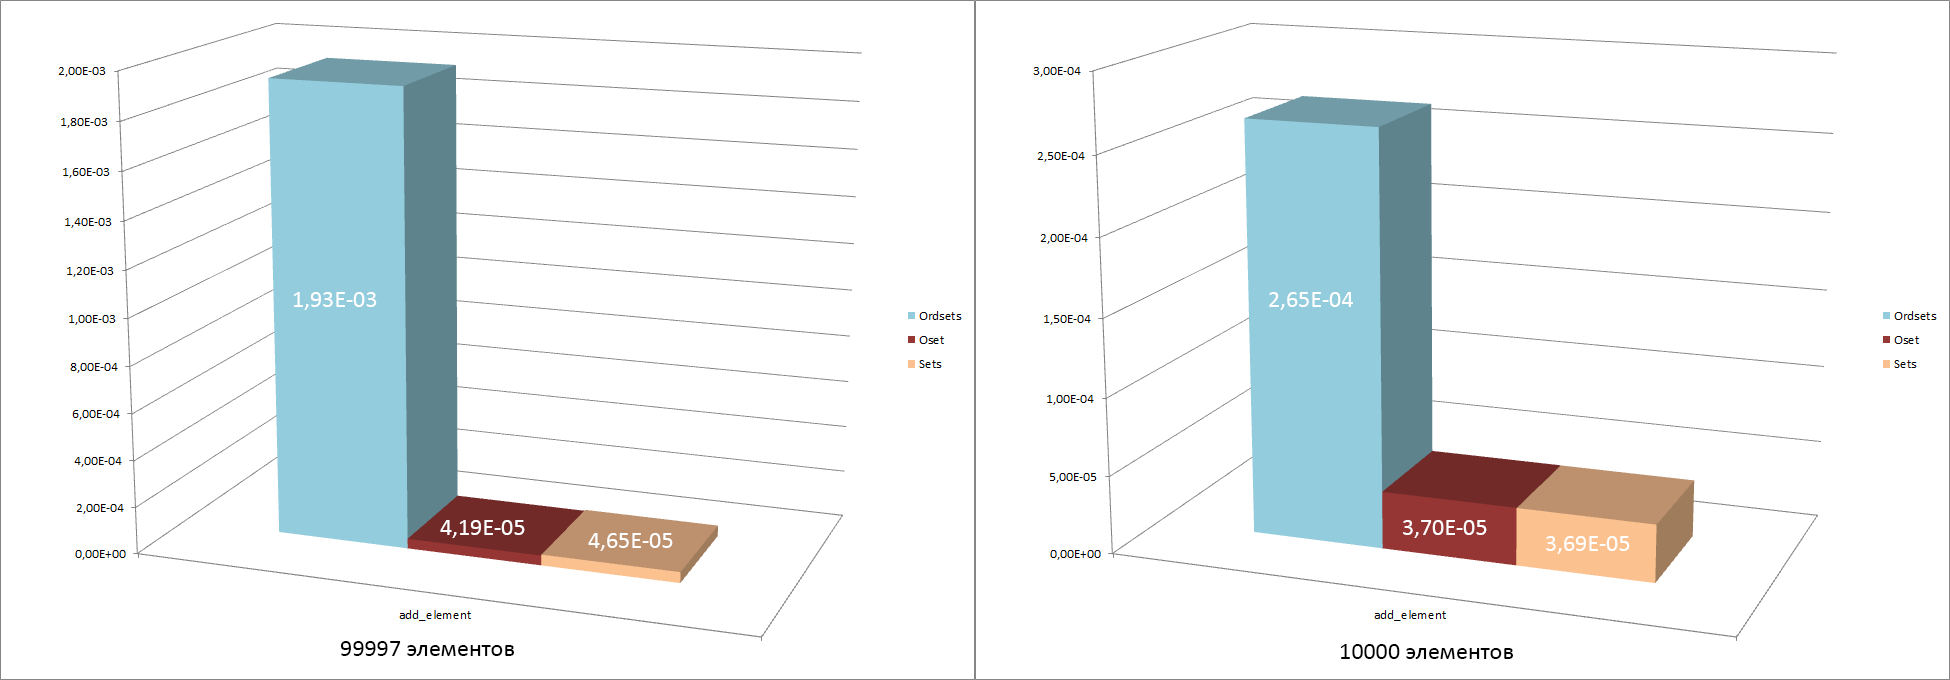 2,00E-03
1,80E-03
1,60E-03
1,40E-03
1,20E-03
1,00E-03
8,00E-04
6,00E-04
4,00E-04
2,00E-04
0,00E+00
1,93E-03
4,19E-05
4,65E-05
Ordsets
Oset
Sets
add_element
99997 элементов
3,00E-04
2,50E-04
2,00E-04
1,50E-04
1,00E-04
5,00E-05
0,00E+00
2,65E-04
3,70E-05
3,69E-05
Ordsets
Oset
Sets
add_element
10000 элементов